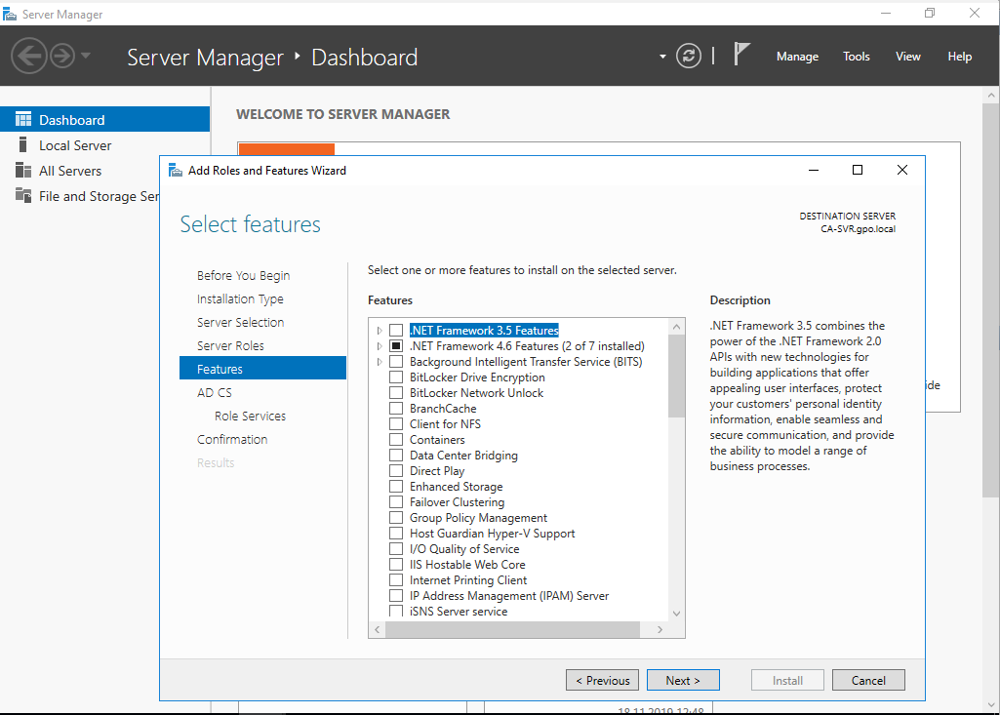 Server Manager
Server Manager ‣ Dashboard
Manage
Tools
View
Help
Dashboard
Local Server
All Servers
File and Storage Ser
WELCOME TO SERVER MANAGER
Add Roles and Features Wizard
Select features
DESTINATION SERVER
CA-SVR.gpo.local
Before You Begin
Installation Type
Server Selection
Server Roles
Features
AD CS
Role Services
Confirmation
Results
Select one or more features to install on the selected server.
Features
.NET Framework 3.5 Features
.NET Framework 4.6 Features (2 of 7 installed)
Background Intelligent Transfer Service (BITS)
BitLocker Drive Encryption
BitLocker Network Unlock
BranchCache
Client for NFS
Containers
Data Center Bridging
Direct Play
Enhanced Storage
Failover Clustering
Group Policy Management
Host Guardian Hyper-V Support
I/O Quality of Service
IIS Hostable Web Core
Internet Printing Client
IP Address Management (IPAM) Server
iSNS Server service
Description
.NET Framework 3.5 combines the
power of the .NET Framework 2.0
APIs with new technologies for
building applications that offer
appealing user interfaces, protect
your customers' personal identity
information, enable seamless and
secure communication, and provide
the ability to model a range of
business processes.
ide
< Previous
Next >
Install
Cancel
18.11.2019 12:48